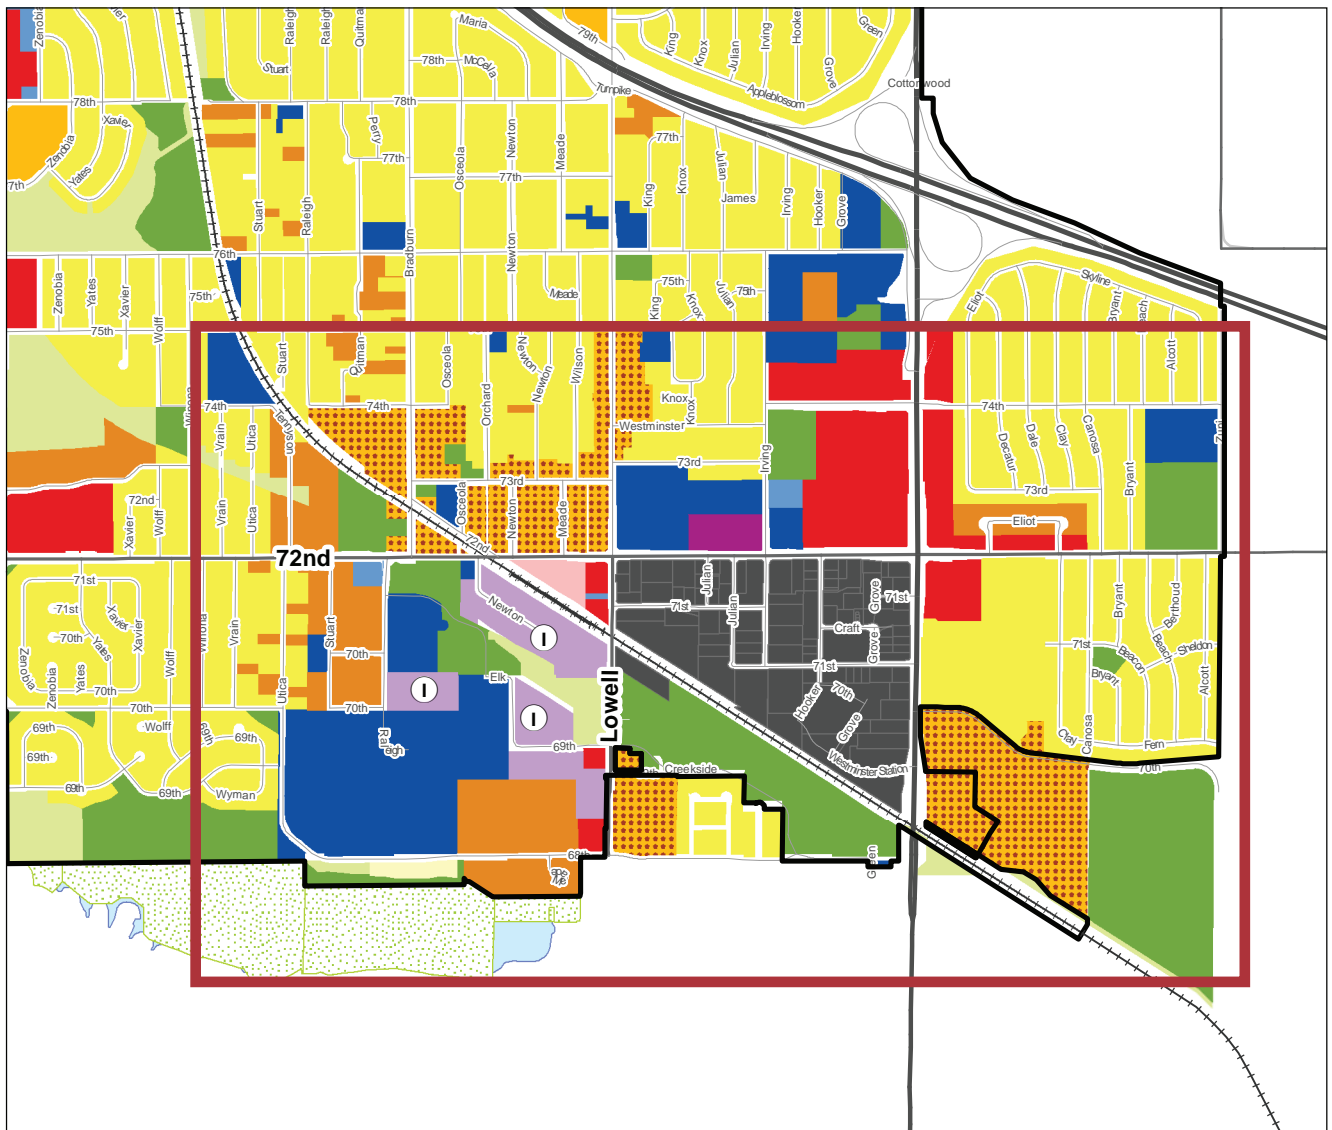 Zenobia
Raleigh
Raleigh
Quitma
Maria
79th
King
Knox
Julian
Irving
Hooker
Green
Grove
Stuart
78th
McCella
Turnpike
Appleblossom
Cottonwood
78th
78th
Xavier
Zenobia
Yates
7th
Perry
77th
Osceola
Newton
Meade
77th
77th
King
Knox
Julian
James
Irving
Hooker
Grove
Stuart
Raleigh
Bradburn
Newton
76th
Zenobia
Yates
Xavier
Wolff
75th
75th
Meade
King
75th
Knox
Julian
75th
Eliot
Skyline
Bryant
Beach
Alcott
Stuart
Quitman
Osceola
Orchard
Newton
Newton
Wilson
Knox
Knox
Westminster
74th
74th
74th
Winona
Vrain
Utica
Tennyson
Irving
73rd
73rd
Decatur
Dale
Clay
Canosa
Bryant
Zuni
73rd
72nd
Xavier
Wolff
Vrain
Utica
Osceola
Newton
Meade
72nd
Eliot
72nd
71st
71st
70th
Xavier
Yates
Xavier
Zenobia
Zenobia
Yates
70th
Wolff
Winona
Vrain
Utica
Stuart
70th
70th
70th
Newton
I
I
I
Elk
Lowell
71st
Julian
Julian
Grove
71st
Craft
Grove
71st
Hooker
70th
Grove
Westminster Station
71st
Bryant
Beacon
Bryant
Beach
Berthoud
Sheldon
Alcott
Clay
Canosa
Fern
70th
69th
69th
69th
Wolff
69th
69th
69th
Wyman
Raleigh
69th
Creekside
68th
Green